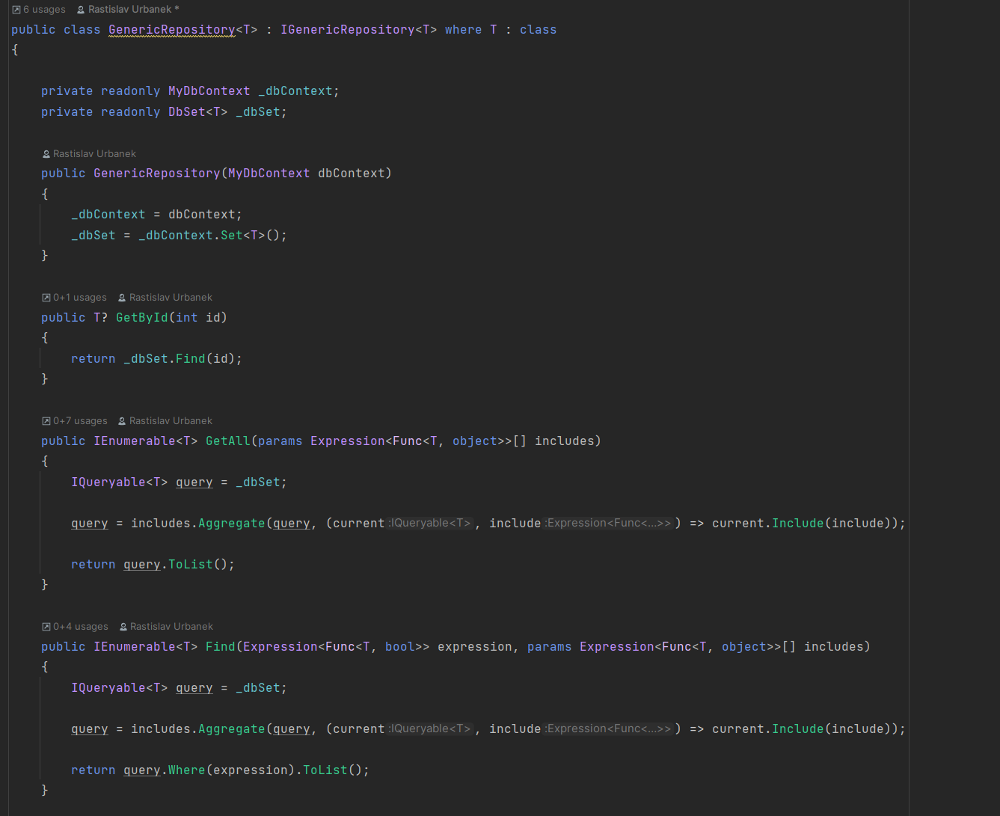 6 usages Rastislav Urbanek *
public class GenericRepository<T> : IGenericRepository<T> where T : class
{
private readonly MyDbContext _dbContext;
private readonly DbSet<T> _dbSet;
Rastislav Urbanek
public GenericRepository(MyDbContext dbContext)
{
_dbContext = dbContext;
_dbSet = _dbContext.Set<T>();
}
0+1 usages Rastislav Urbanek
public T? GetById(int id)
{
return _dbSet.Find(id);
}
0+7 usages Rastislav Urbanek
public IEnumerable<T> GetAll(params Expression<Func<T, object>>[] includes)
{
IQueryable<T> query = _dbSet;
query = includes.Aggregate(query, (current :IQueryable<T> , include :Expression<Func<...>> ) => current.Include(include));
return query.ToList();
}
0+4 usages Rastislav Urbanek
public IEnumerable<T> Find(Expression<Func<T, bool>> expression, params Expression<Func<T, object>>[] includes)
{
IQueryable<T> query = _dbSet;
query = includes.Aggregate(query, (current :IQueryable<T> , include :Expression<Func<...>> ) => current.Include(include));
return query.Where(expression).ToList();
}